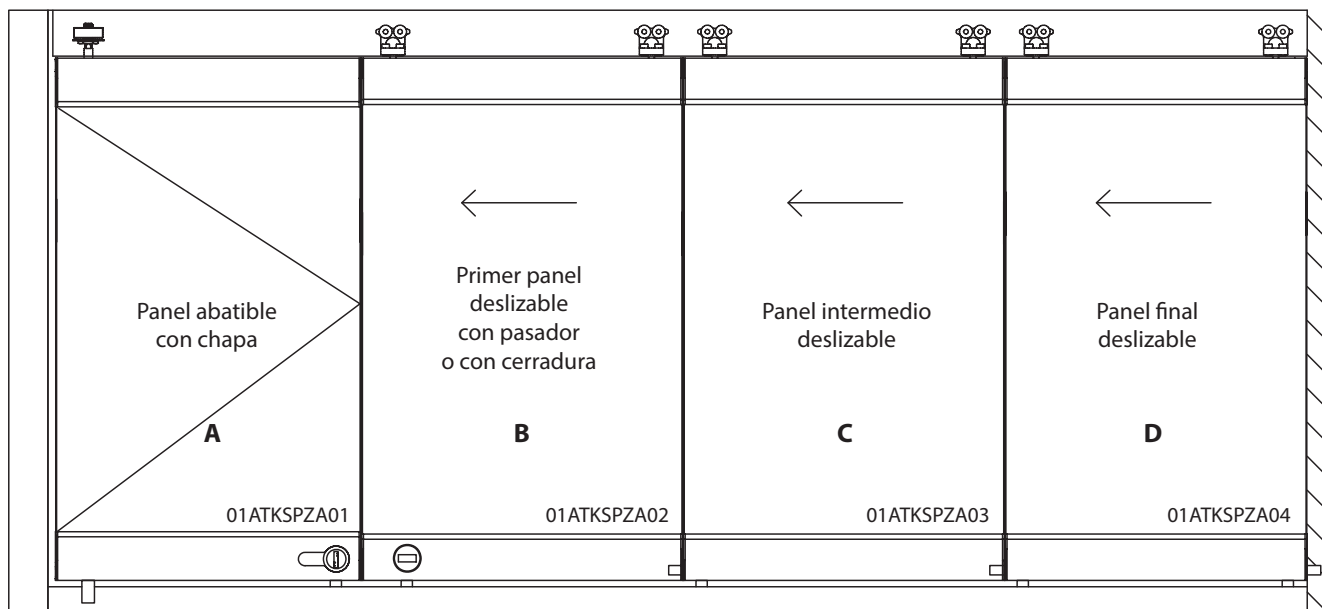 Panel abatible
con chapa
A
01ATKSPZA01
Primer panel
deslizable
con pasador
o con cerradura
B
01ATKSPZA02
Panel intermedio
deslizable
C
01ATKSPZA03
Panel final
deslizable
D
01ATKSPZA04